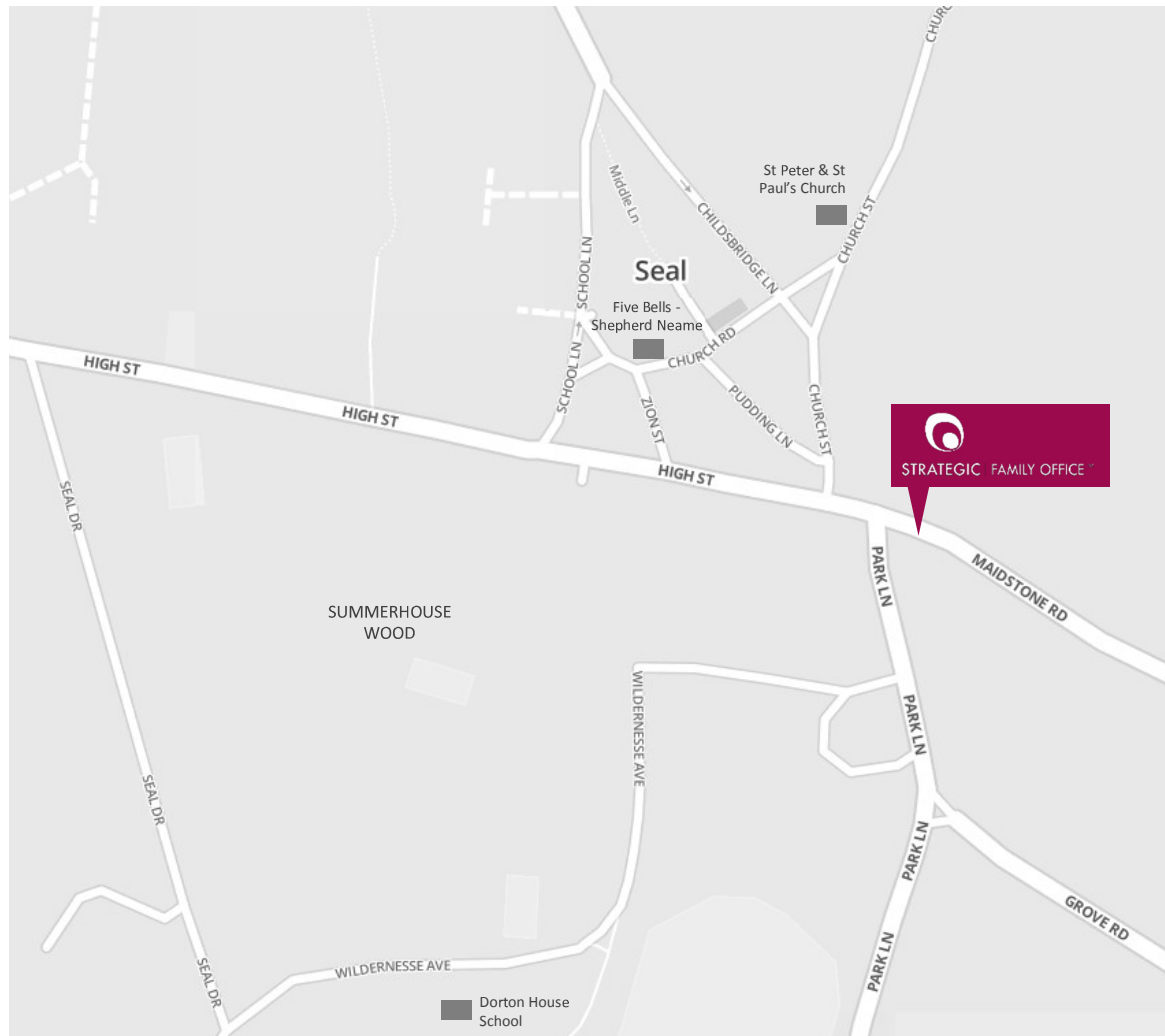 CHURC
St Peter & St
Paul's Church
Middle Ln
CHILDSBRIDGE LN
CHURCH ST
SCHOOL LN
Seal
Five Bells -
Shepherd Neame
CHURCH RD
SCHOOL LN
HIGH ST
HIGH ST
ZION ST
PUDDING LN
CHURCH ST
STRATEGIC FAMILY OFFICE
HIGH ST
SEAL DR
PARK LN
MAIDSTONE RD
SUMMERHOUSE
WOOD
WILDERNESSE AVE
PARK LN
SEAL DR
PARK LN
GROVE RD
PARK LN
WILDERNESSE AVE
SEAL DR
Dorton House
School